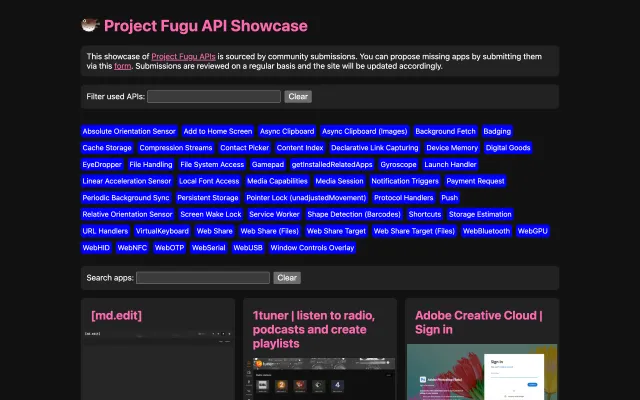 Project Fugu API Showcase
This showcase of Project Fugu APIs is sourced by community submissions. You can propose missing apps by submitting them
via this form. Submissions are reviewed on a regular basis and the site will be updated accordingly.
Filter used APIs: Clear
Absolute Orientation Sensor Add to Home Screen Async Clipboard Async Clipboard (Images) Background Fetch Badging
Cache Storage Compression Streams Contact Picker Content Index Declarative Link Capturing Device Memory Digital Goods
EyeDropper File Handling File System Access Gamepad getInstalledRelatedApps Gyroscope Launch Handler
Linear Acceleration Sensor Local Font Access Media Capabilities Media Session Notification Triggers Payment Request
Periodic Background Sync Persistent Storage Pointer Lock (unadjustedMovement) Protocol Handlers Push
Relative Orientation Sensor Screen Wake Lock Service Worker Shape Detection (Barcodes) Shortcuts Storage Estimation
URL Handlers VirtualKeyboard Web Share Web Share (Files) Web Share Target Web Share Target (Files) WebBluetooth WebGPU
WebHID WebNFC WebOTP WebSerial WebUSB Window Controls Overlay
Search apps: Clear
[md.edit]
1tuner | listen to radio,
podcasts and create
playlists
Adobe Creative Cloud |
Sign in
Sign in